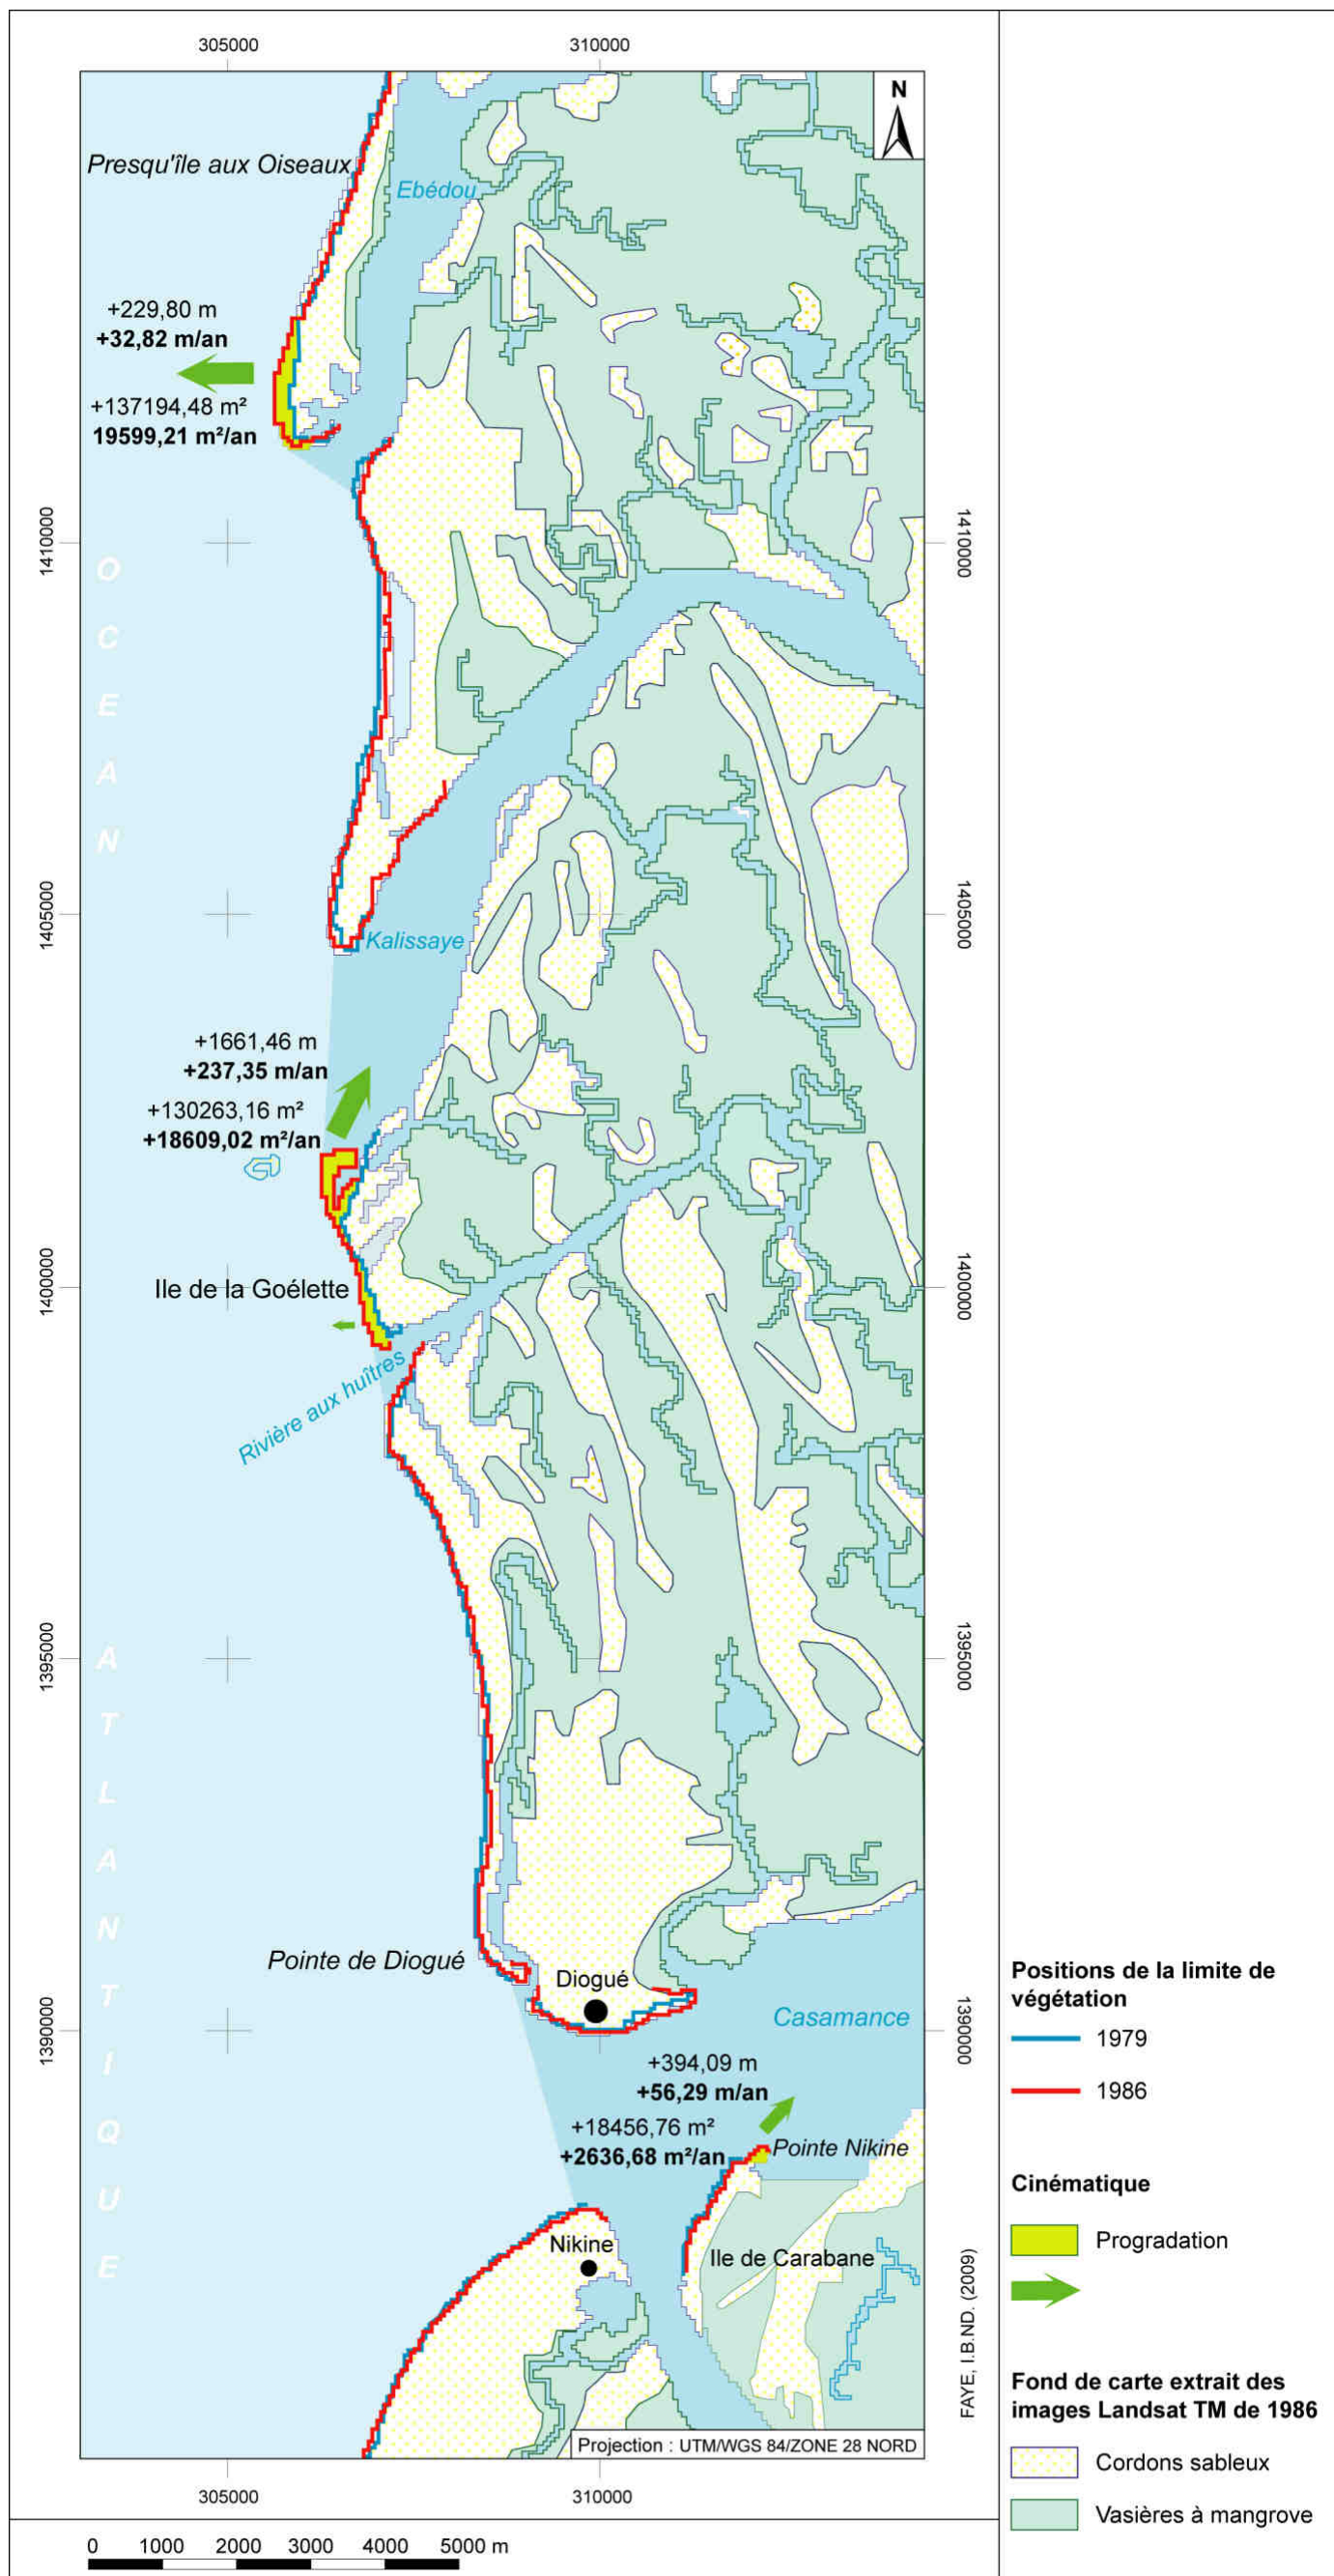 305000
310000
N
Presqu'île aux Oiseaux
Ebédou
+229,80 m
+32,82 m/an
+137194,48 m²
19599,21 m²/an
1410000
1410000
OCEAN
1405000
1405000
Kalissaye
+1661,46 m
+237,35 m/an
+130263,16 m²
+18609,02 m²/an
1400000
1400000
Ile de la Goélette
Rivière aux huîtres
1395000
1395000
ATLANTIQUE
Pointe de Diogué
Diogué
1390000
1390000
Casamance
+394,09 m
+56,29 m/an
+18456,76 m²
+2636,68 m²/an
Pointe Nikine
Nikine
Ile de Carabane
FAYE, I.B.ND. (2009)
Projection : UTM/WGS 84/ZONE 28 NORD
305000
310000
0 1000 2000 3000 4000 5000 m
Positions de la limite de
végétation
1979
1986
Cinématique
Progradation
Fond de carte extrait des
images Landsat TM de 1986
Cordons sableux
Vasières à mangrove